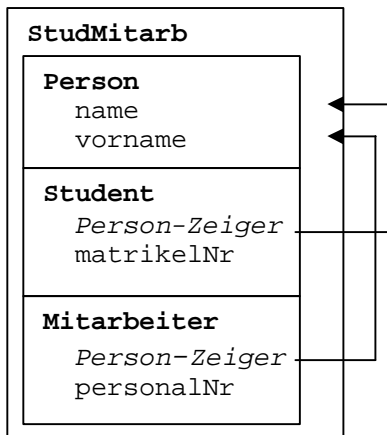 StudMitarb
Person
name
vorname
Student
Person-Zeiger
matrikelNr
Mitarbeiter
Person-Zeiger
personalNr